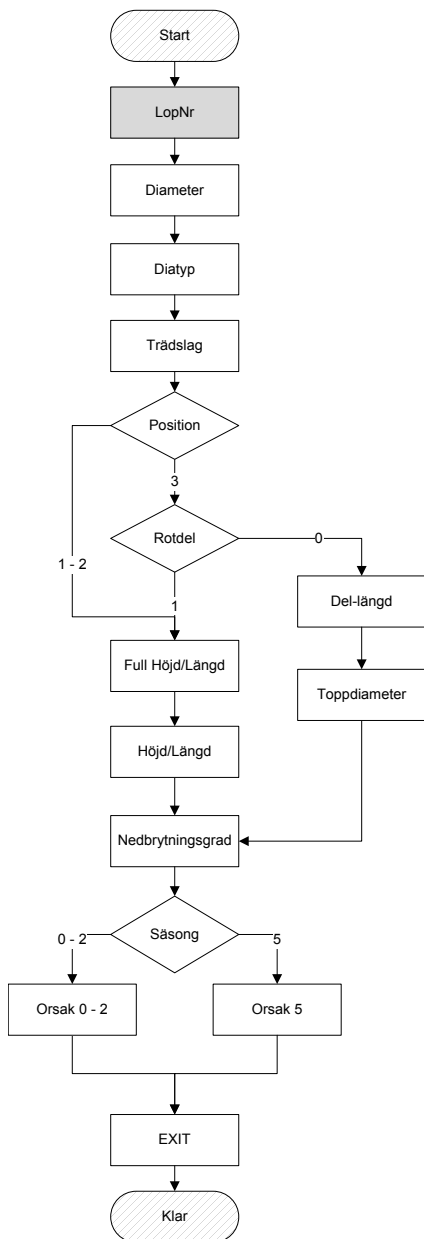 Start
LopNr
Diameter
Diatyp
Trädslag
Position
3
Rotdel
0
1 - 2
1
Del-längd
Full Höjd/Längd
Toppdiameter
Höjd/Längd
Nedbrytningsgrad
Säsong
0 - 2
5
Orsak 0 - 2
Orsak 5
EXIT
Klar